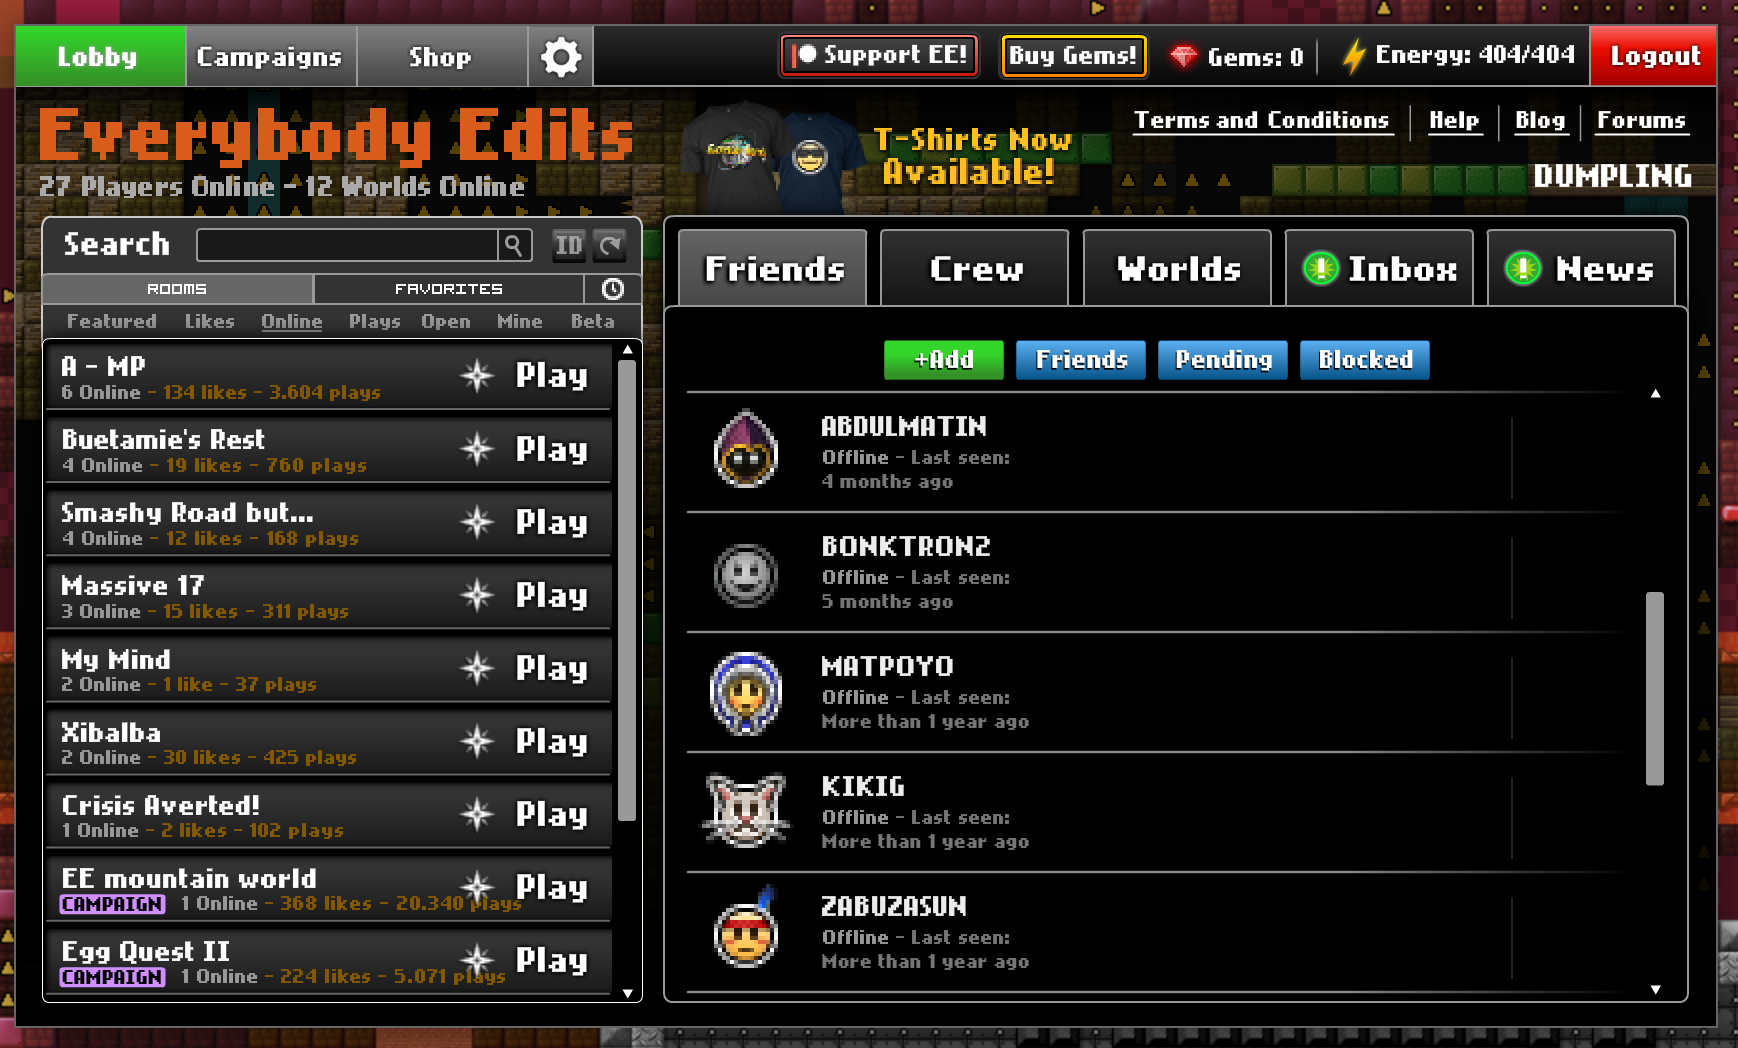 Lobby
Campaigns
Shop
Support EE!
Buy Gems!
Gems: 0
Energy: 404/404
Logout
Everybody Edits
27 Players Online - 12 Worlds Online
T-Shirts Now
Available!
Terms and Conditions
Help
Blog
Forums
DUMPLING
Search
ID
ROOMS
FAVORITES
Featured
Likes
Online
Plays
Open
Mine
Beta
A - MP
6 Online - 134 likes - 3.604 plays
Play
Buetamie's Rest
4 Online - 19 likes - 760 plays
Play
Smashy Road but...
4 Online - 12 likes - 168 plays
Play
Massive 17
3 Online - 15 likes - 311 plays
Play
My Mind
2 Online - 1 like - 37 plays
Play
Xibalba
2 Online - 30 likes - 425 plays
Play
Crisis Averted!
1 Online - 2 likes - 102 plays
Play
EE mountain world
CAMPAIGN 1 Online - 368 likes - 20.340 plays
Play
Egg Quest II
CAMPAIGN 1 Online - 224 likes - 5.071 plays
Play
Friends
Crew
Worlds
Inbox
News
+Add
Friends
Pending
Blocked
ABDULMATIN
Offline - Last seen:
4 months ago
BONKTRON2
Offline - Last seen:
5 months ago
MATPOYO
Offline - Last seen:
More than 1 year ago
KIKIG
Offline - Last seen:
More than 1 year ago
ZABUZASUN
Offline - Last seen:
More than 1 year ago